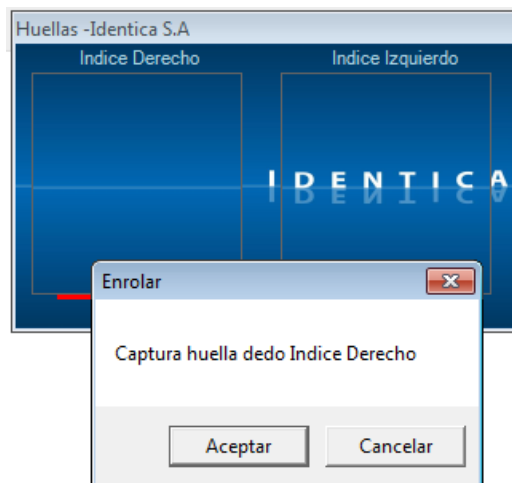 Huellas -Identica S.A
Indice Derecho Indice Izquierdo
IDENTICA
Enrolar
Captura huella dedo Indice Derecho
Aceptar Cancelar